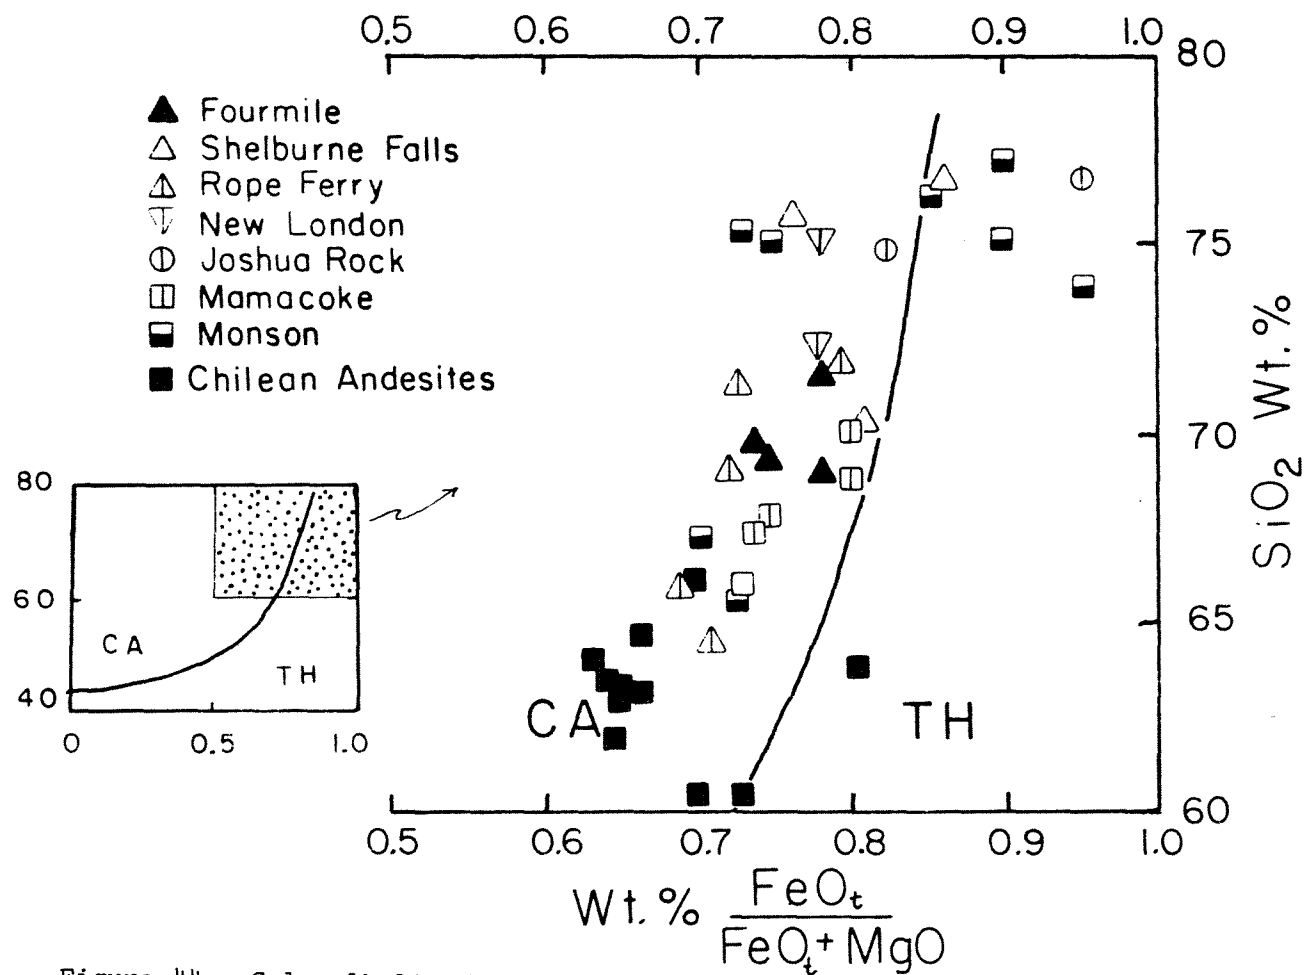 0.5 0.6 0.7 0.8 0.9 1.0
80
Fourmile
Shelburne Falls
Rope Ferry
New London
Joshua Rock
Mamacoke
Monson
Chilean Andesites
75
70
65
60
SiO₂ Wt.%
80
60
40
CA
TH
0 0.5 1.0
CA
TH
0.5 0.6 0.7 0.8 0.9 1.0
Wt.% FeOₜ
FeOₜ+MgO